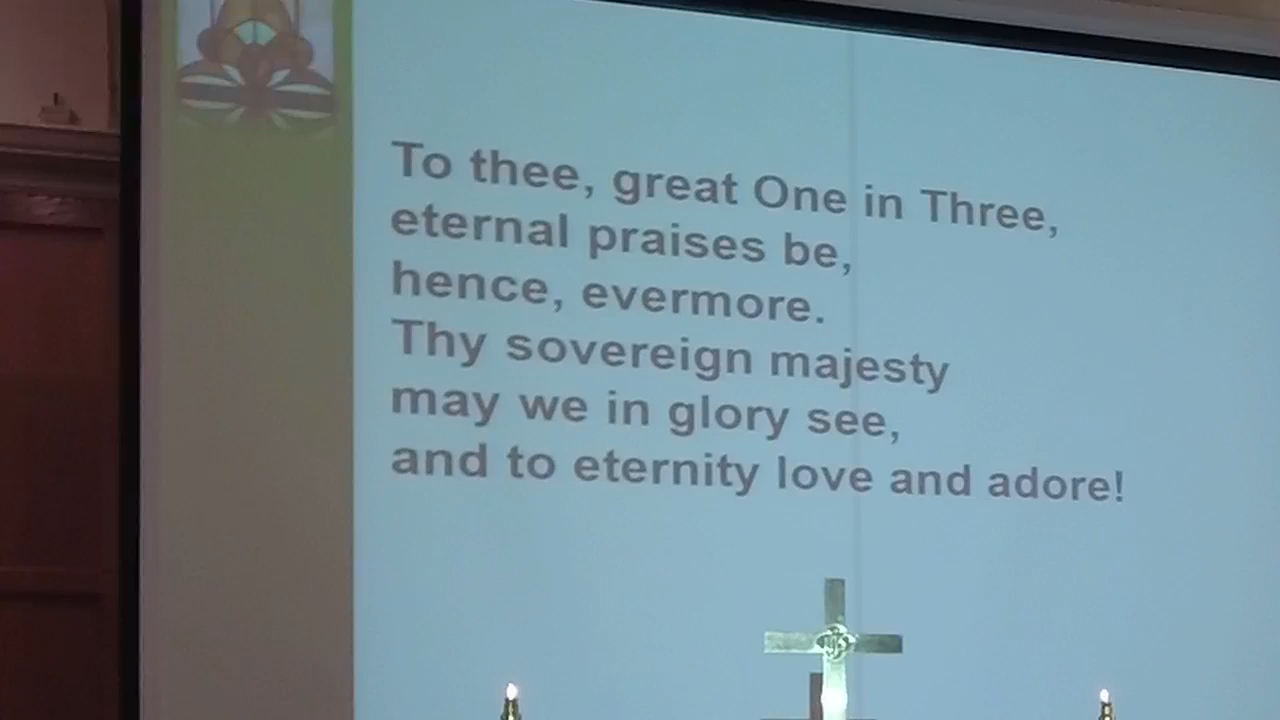 To thee, great One in Three,
eternal praises be,
hence, evermore.
Thy sovereign majesty
may we in glory see,
and to eternity love and adore!
IHS